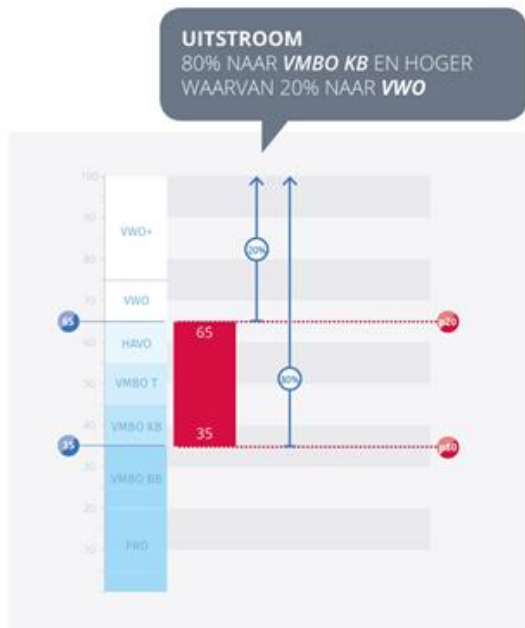 UITSTROOM
80% NAAR VMBO KB EN HOGER
WAARVAN 20% NAAR VWO
100
90
VWO+
20%
80
70
VWO
65
65
p20
60
HAVO
50
VMBO T
80%
40
VMBO KB
35
35
p80
30
VMBO BB
20
10
PRO